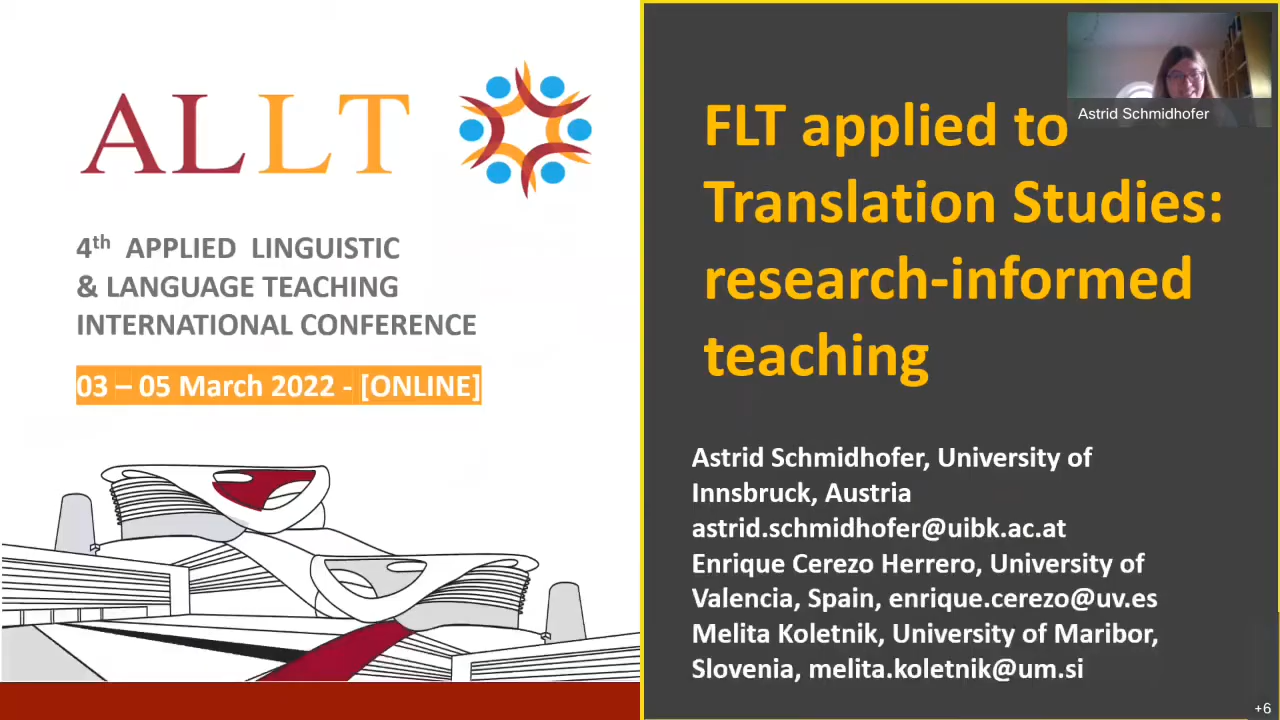 ALLT
4th APPLIED LINGUISTIC
& LANGUAGE TEACHING
INTERNATIONAL CONFERENCE
03 – 05 March 2022 - [ONLINE]
Astrid Schmidhofer
FLT applied to
Translation Studies:
research-informed
teaching
Astrid Schmidhofer, University of
Innsbruck, Austria
astrid.schmidhofer@uibk.ac.at
Enrique Cerezo Herrero, University of
Valencia, Spain, enrique.cerezo@uv.es
Melita Koletnik, University of Maribor,
Slovenia, melita.koletnik@um.si
+6